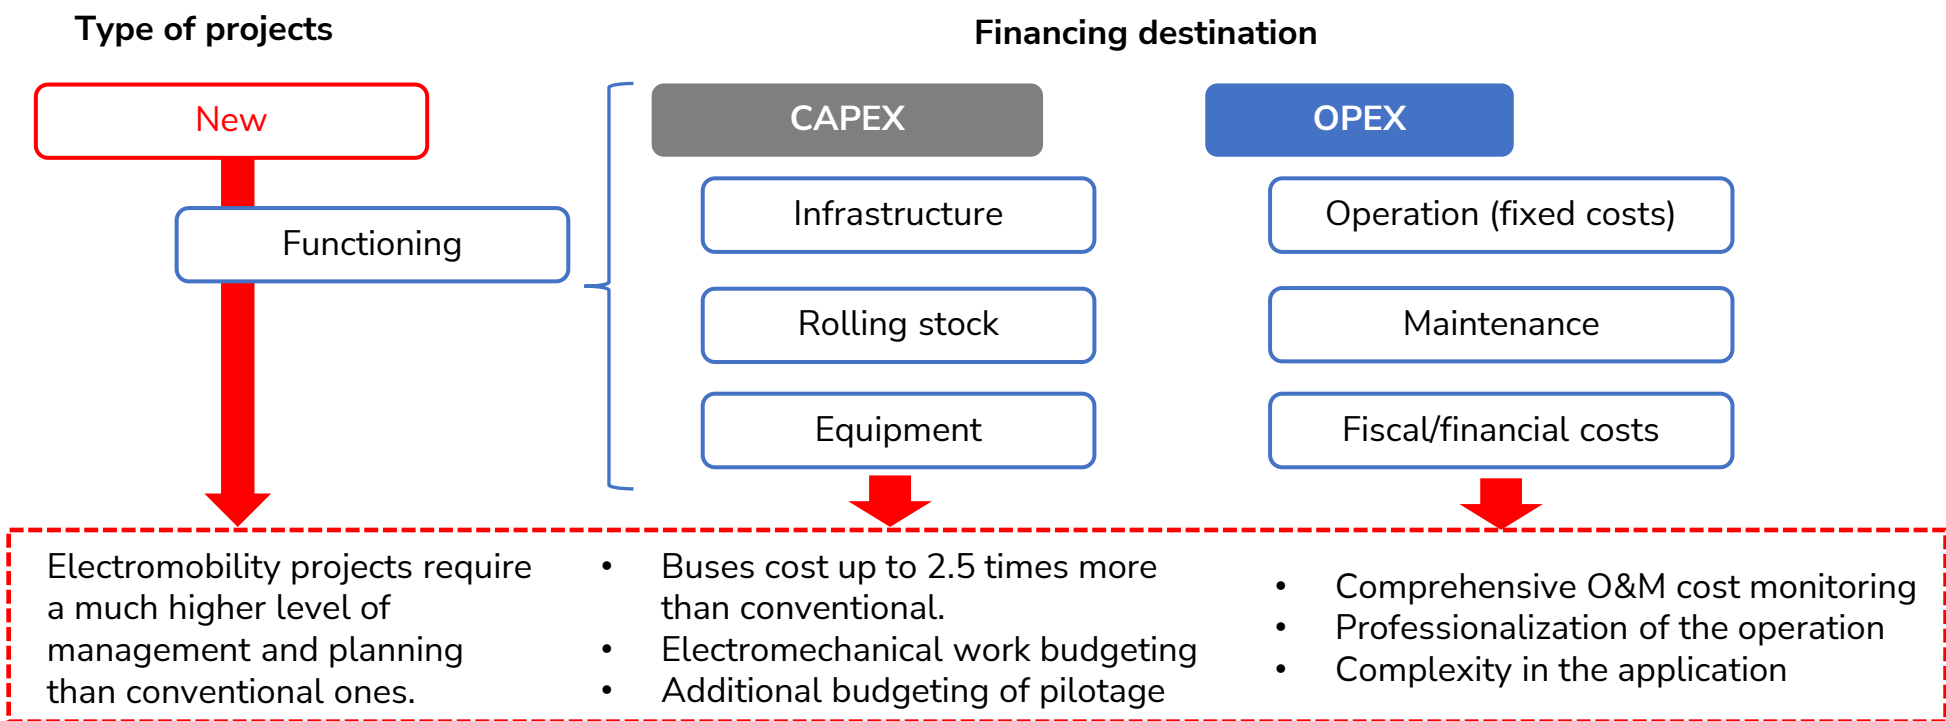 Type of projects
Financing destination
New
CAPEX
OPEX
Functioning
Infrastructure
Operation (fixed costs)
Rolling stock
Maintenance
Equipment
Fiscal/financial costs
Electromobility projects require
a much higher level of
management and planning
than conventional ones.
• Buses cost up to 2.5 times more
than conventional.
• Electromechanical work budgeting
• Additional budgeting of pilotage
• Comprehensive O&M cost monitoring
• Professionalization of the operation
• Complexity in the application